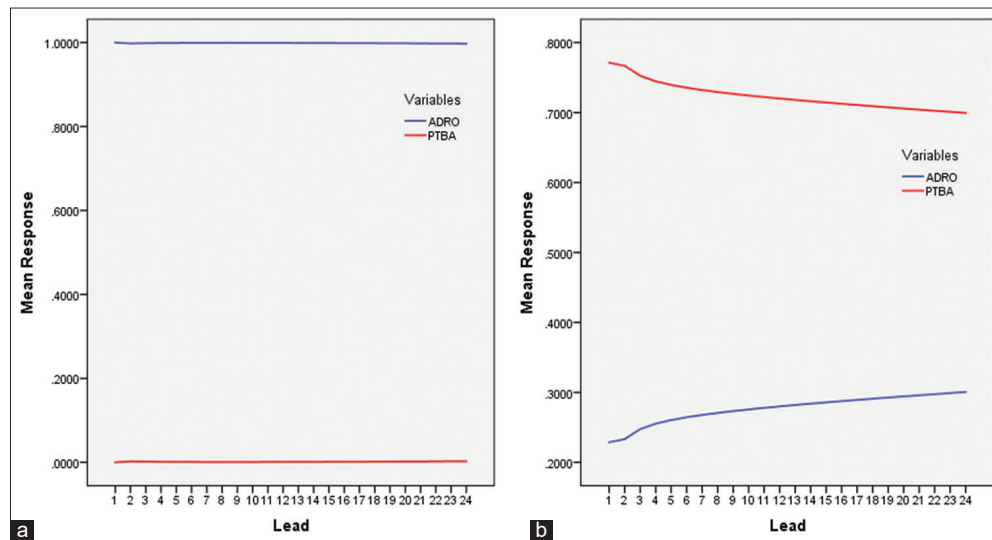 1.0000
.8000
.6000
.4000
.2000
.0000
Mean Response
Variables
ADRO
PTBA
1 2 3 4 5 6 7 8 9 10 11 12 13 14 15 16 17 18 19 20 21 22 23 24
Lead
a
.8000
.7000
.6000
.5000
.4000
.3000
.2000
Mean Response
Variables
ADRO
PTBA
1 2 3 4 5 6 7 8 9 10 11 12 13 14 15 16 17 18 19 20 21 22 23 24
Lead
b